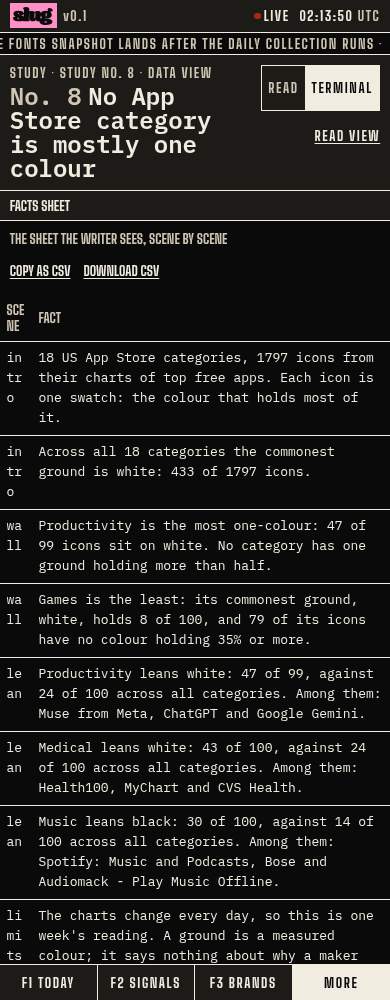 slug v0.1 LIVE 02:13:50 UTC
E FONTS SNAPSHOT LANDS AFTER THE DAILY COLLECTION RUNS ·
STUDY · STUDY NO. 8 · DATA VIEW
No. 8 No App
Store category
is mostly one
colour
READ TERMINAL
READ VIEW
FACTS SHEET
THE SHEET THE WRITER SEES, SCENE BY SCENE
COPY AS CSV DOWNLOAD CSV
SCE
NE
FACT
in
tr
o
18 US App Store categories, 1797 icons from
their charts of top free apps. Each icon is
one swatch: the colour that holds most of
it.
in
tr
o
Across all 18 categories the commonest
ground is white: 433 of 1797 icons.
wa
ll
Productivity is the most one-colour: 47 of
99 icons sit on white. No category has one
ground holding more than half.
wa
ll
Games is the least: its commonest ground,
white, holds 8 of 100, and 79 of its icons
have no colour holding 35% or more.
le
an
Productivity leans white: 47 of 99, against
24 of 100 across all categories. Among them:
Muse from Meta, ChatGPT and Google Gemini.
le
an
Medical leans white: 43 of 100, against 24
of 100 across all categories. Among them:
Health100, MyChart and CVS Health.
le
an
Music leans black: 30 of 100, against 14 of
100 across all categories. Among them:
Spotify: Music and Podcasts, Bose and
Audiomack - Play Music Offline.
li
mi
ts
The charts change every day, so this is one
week's reading. A ground is a measured
colour; it says nothing about why a maker
F1 TODAY F2 SIGNALS F3 BRANDS MORE